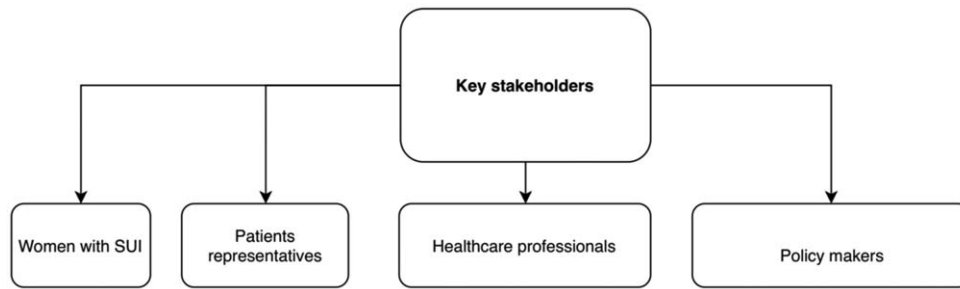 Key stakeholders
Women with SUI
Patients
representatives
Healthcare professionals
Policy makers